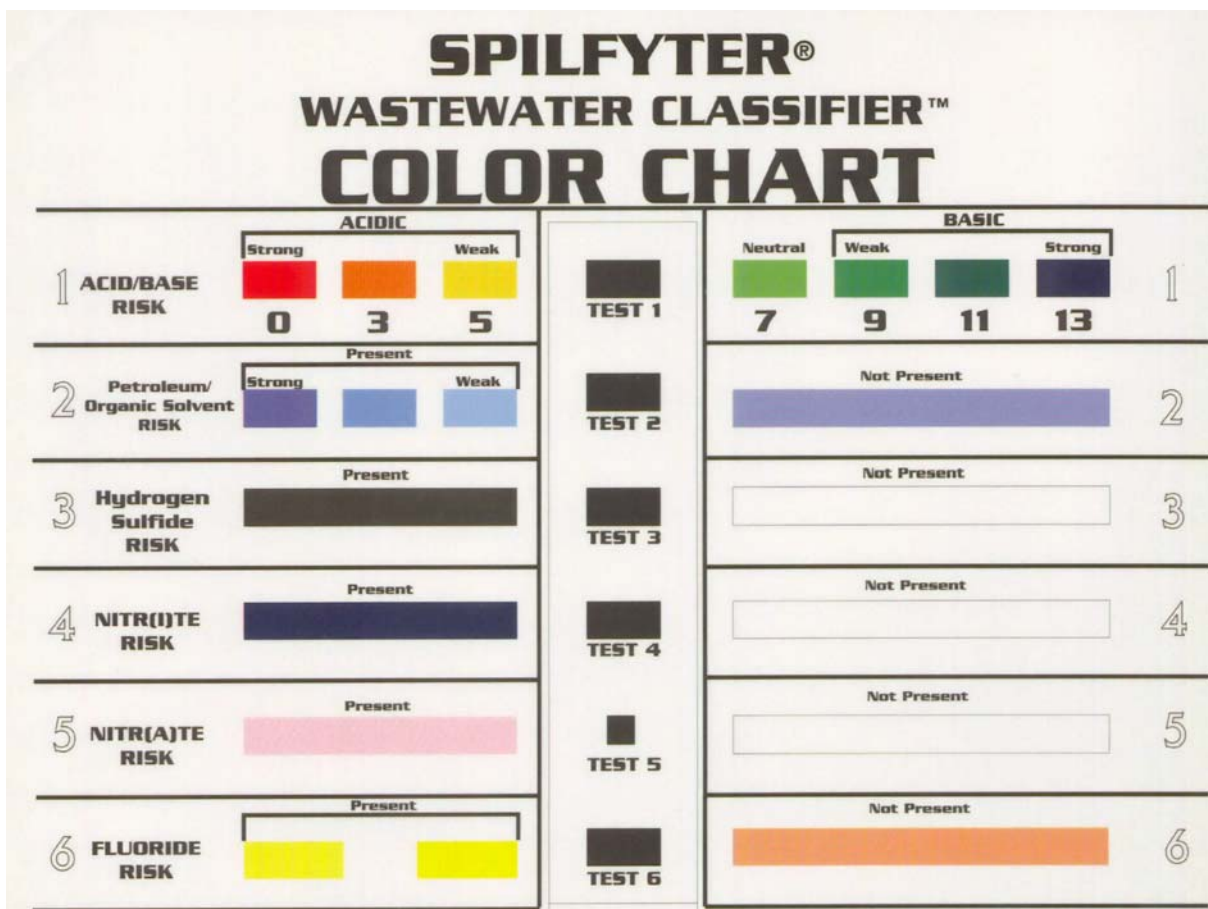 SPILFYTER®
WASTEWATER CLASSIFIER™
COLOR CHART
ACIDIC
BASIC
Strong Weak
Neutral Weak Strong
1 ACID/BASE
RISK
TEST 1
1
0 3 5
7 9 11 13
Present
Strong Weak
2 Petroleum/
Organic Solvent
RISK
TEST 2
Not Present
2
Present
3 Hydrogen
Sulfide
RISK
TEST 3
Not Present
3
Present
4 NITR(I)TE
RISK
TEST 4
Not Present
4
Present
5 NITR(A)TE
RISK
TEST 5
Not Present
5
Present
6 FLUORIDE
RISK
TEST 6
Not Present
6